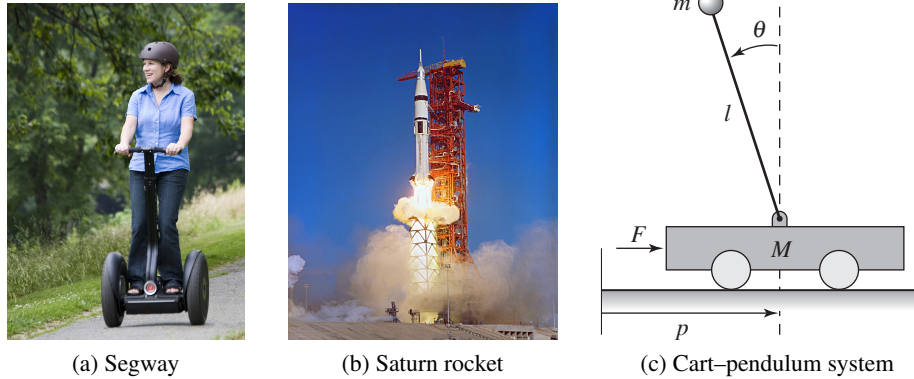 m
θ
l
F
M
p
(a) Segway
(b) Saturn rocket
(c) Cart–pendulum system